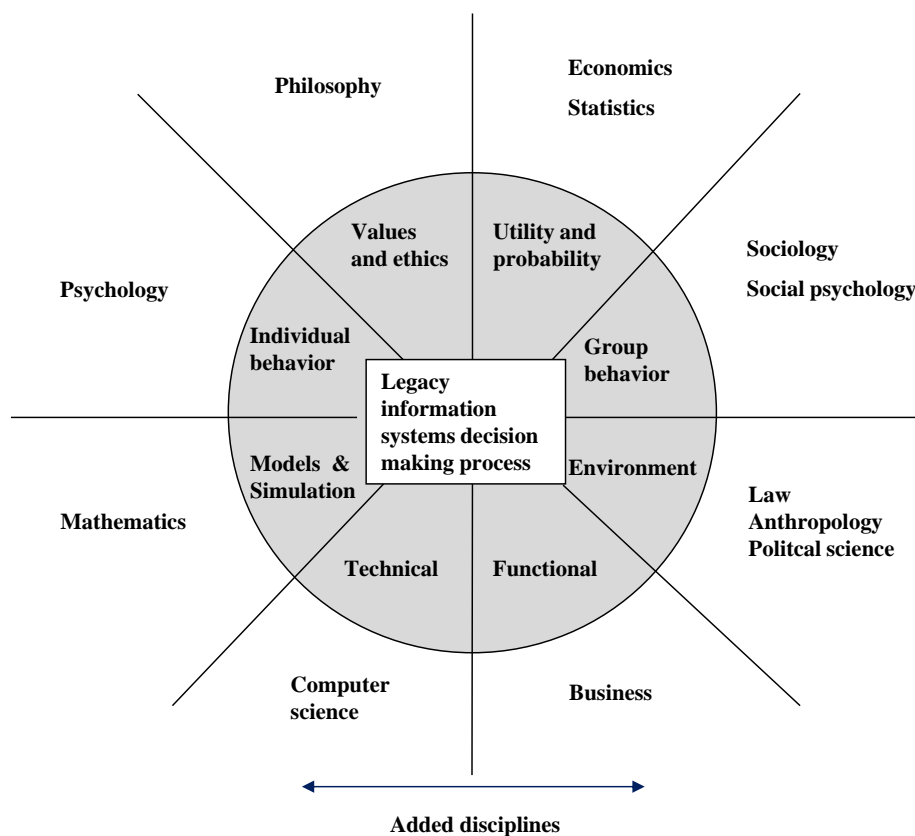 Philosophy
Economics
Statistics
Values
and ethics
Utility and
probability
Psychology
Sociology
Social psychology
Individual
behavior
Group
behavior
Legacy
information
systems decision
making process
Models &
Simulation
Environment
Mathematics
Law
Anthropology
Politcal science
Technical
Functional
Computer
science
Business
Added disciplines